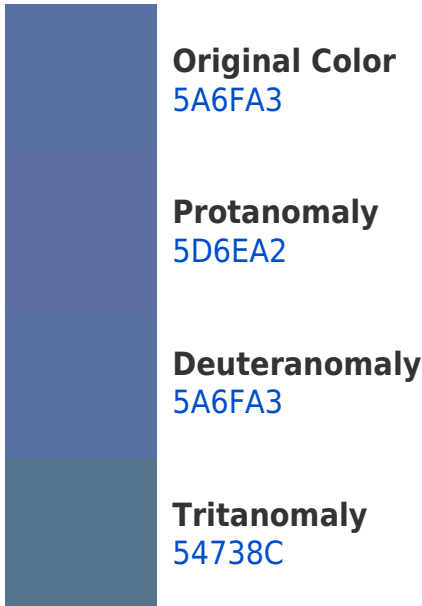 Original Color
5A6FA3
Protanomaly
5D6EA2
Deuteranomaly
5A6FA3
Tritanomaly
54738C